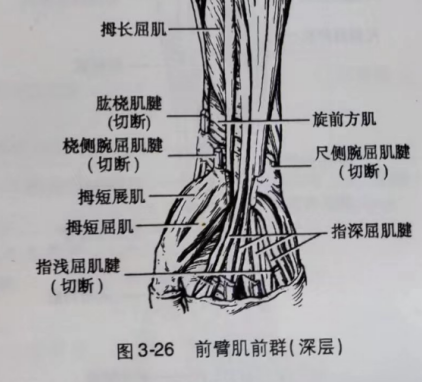 拇长屈肌
肱桡肌腱
(切断)
旋前方肌
桡侧腕屈肌腱
(切断)
尺侧腕屈肌腱
(切断)
拇短展肌
拇短屈肌
指深屈肌腱
指浅屈肌腱
(切断)
图 3-26 前臂肌前群(深层)